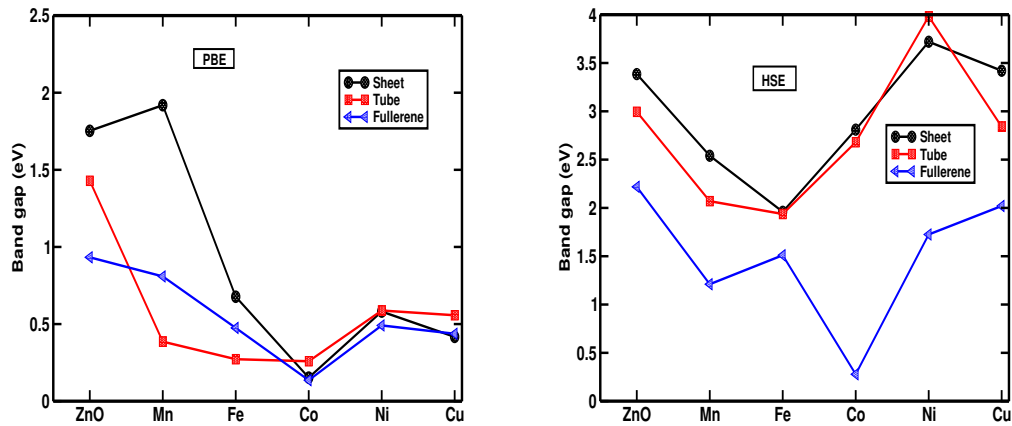 2.5
PBE
Sheet
Tube
Fullerene
2
1.5
1
0.5
0
Band gap (eV)
ZnO Mn Fe Co Ni Cu
4
HSE
3.5
3
Sheet
Tube
Fullerene
2.5
2
1.5
1
0.5
0
Band gap (eV)
ZnO Mn Fe Co Ni Cu